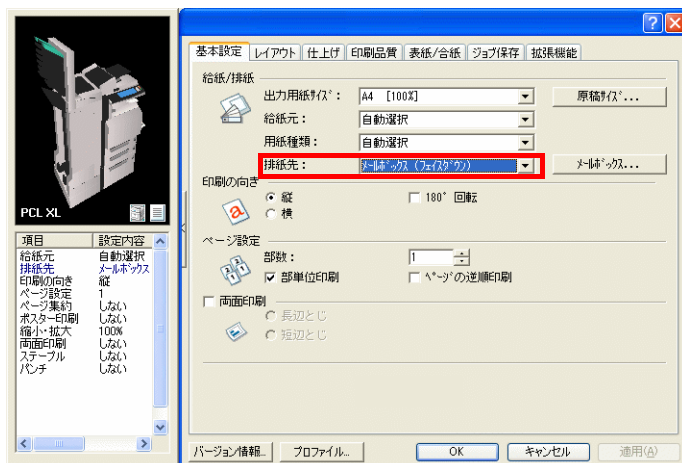 基本設定 レイアウト 仕上げ 印刷品質 表紙/合紙 ジョブ保存 拡張機能
給紙/排紙
出力用紙ｻｲｽﾞ： A4 [100%] 原稿ｻｲｽﾞ...
給紙元： 自動選択
用紙種類： 自動選択
排紙先： ﾒｰﾙﾎﾞｯｸｽ (ﾌｪｲｽﾀﾞｳﾝ) ﾒｰﾙﾎﾞｯｸｽ...
印刷の向き
縦 180° 回転
横
ページ設定
部数： 1
部単位印刷 ﾍﾟｰｼﾞの逆順印刷
両面印刷
長辺とじ
短辺とじ
PCL XL
項目 設定内容
給紙元 自動選択
排紙先 ﾒｰﾙﾎﾞｯｸｽ
印刷の向き 縦
ページ設定 1
ページ集約 しない
ポスター印刷 しない
縮小･拡大 100%
両面印刷 しない
ステープル しない
パンチ しない
バージョン情報... プロファイル... OK キャンセル 適用(A)